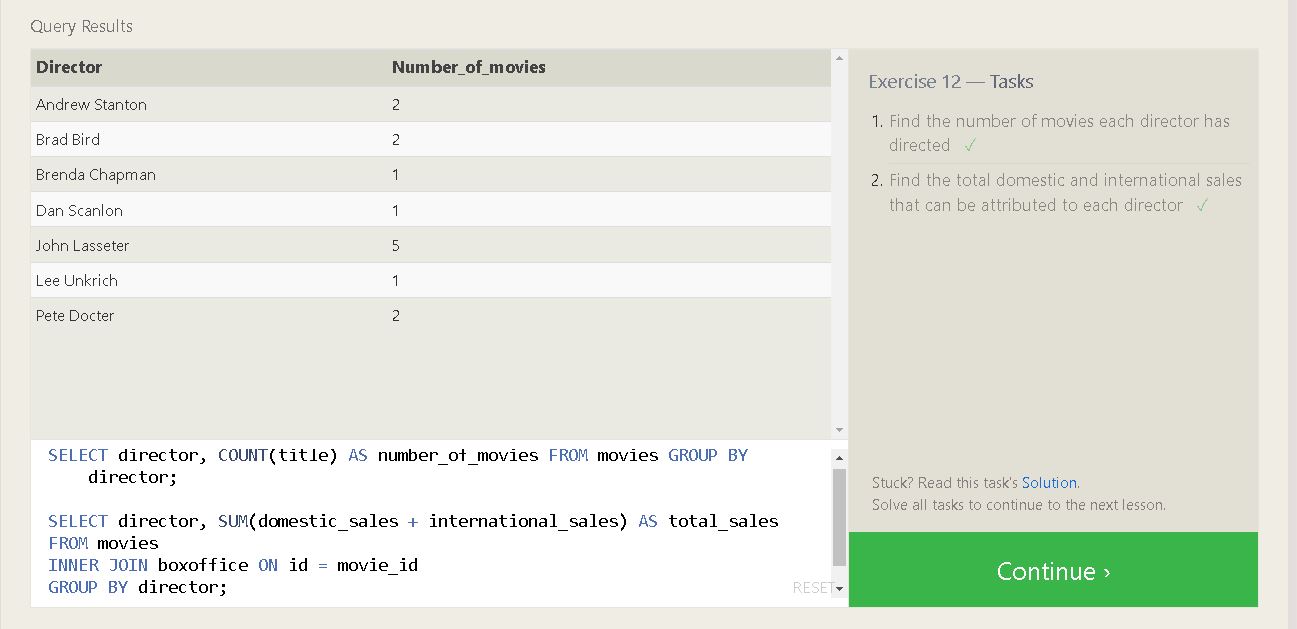 Query Results
Director Number_of_movies
Andrew Stanton 2
Brad Bird 2
Brenda Chapman 1
Dan Scanlon 1
John Lasseter 5
Lee Unkrich 1
Pete Docter 2
SELECT director, COUNT(title) AS number_of_movies FROM movies GROUP BY
director;
SELECT director, SUM(domestic_sales + international_sales) AS total_sales
FROM movies
INNER JOIN boxoffice ON id = movie_id
GROUP BY director;
RESET
Exercise 12 — Tasks
1. Find the number of movies each director has
directed ✓
2. Find the total domestic and international sales
that can be attributed to each director ✓
Stuck? Read this task's Solution.
Solve all tasks to continue to the next lesson.
Continue ›